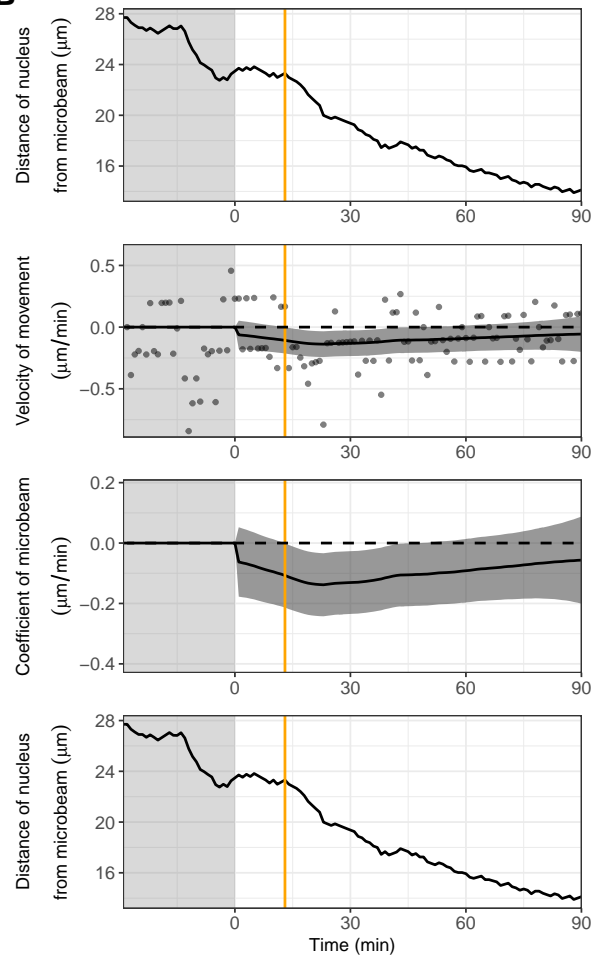 Distance of nucleus
from microbeam (μm)
28
24
20
16
0 30 60 90
Velocity of movement
(μm/min)
0.5
0.0
−0.5
0 30 60 90
Coefficient of microbeam
(μm/min)
0.2
0.0
−0.2
−0.4
0 30 60 90
Distance of nucleus
from microbeam (μm)
28
24
20
16
0 30 60 90
Time (min)